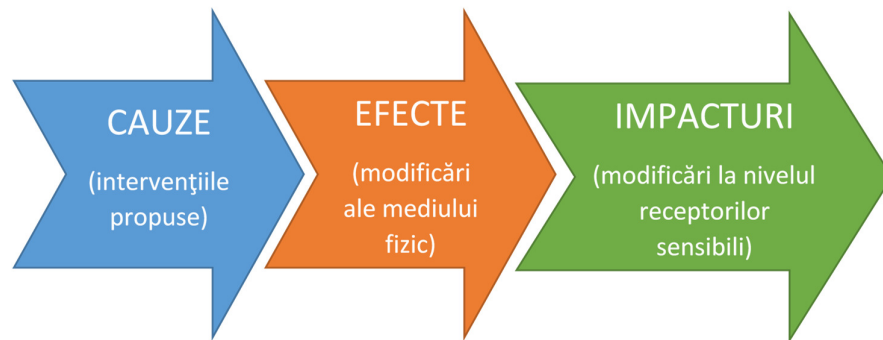 CAUZE
(intervenţiile
propuse)
EFECTE
(modificări
ale mediului
fizic)
IMPACTURI
(modificări la nivelul
receptorilor
sensibili)